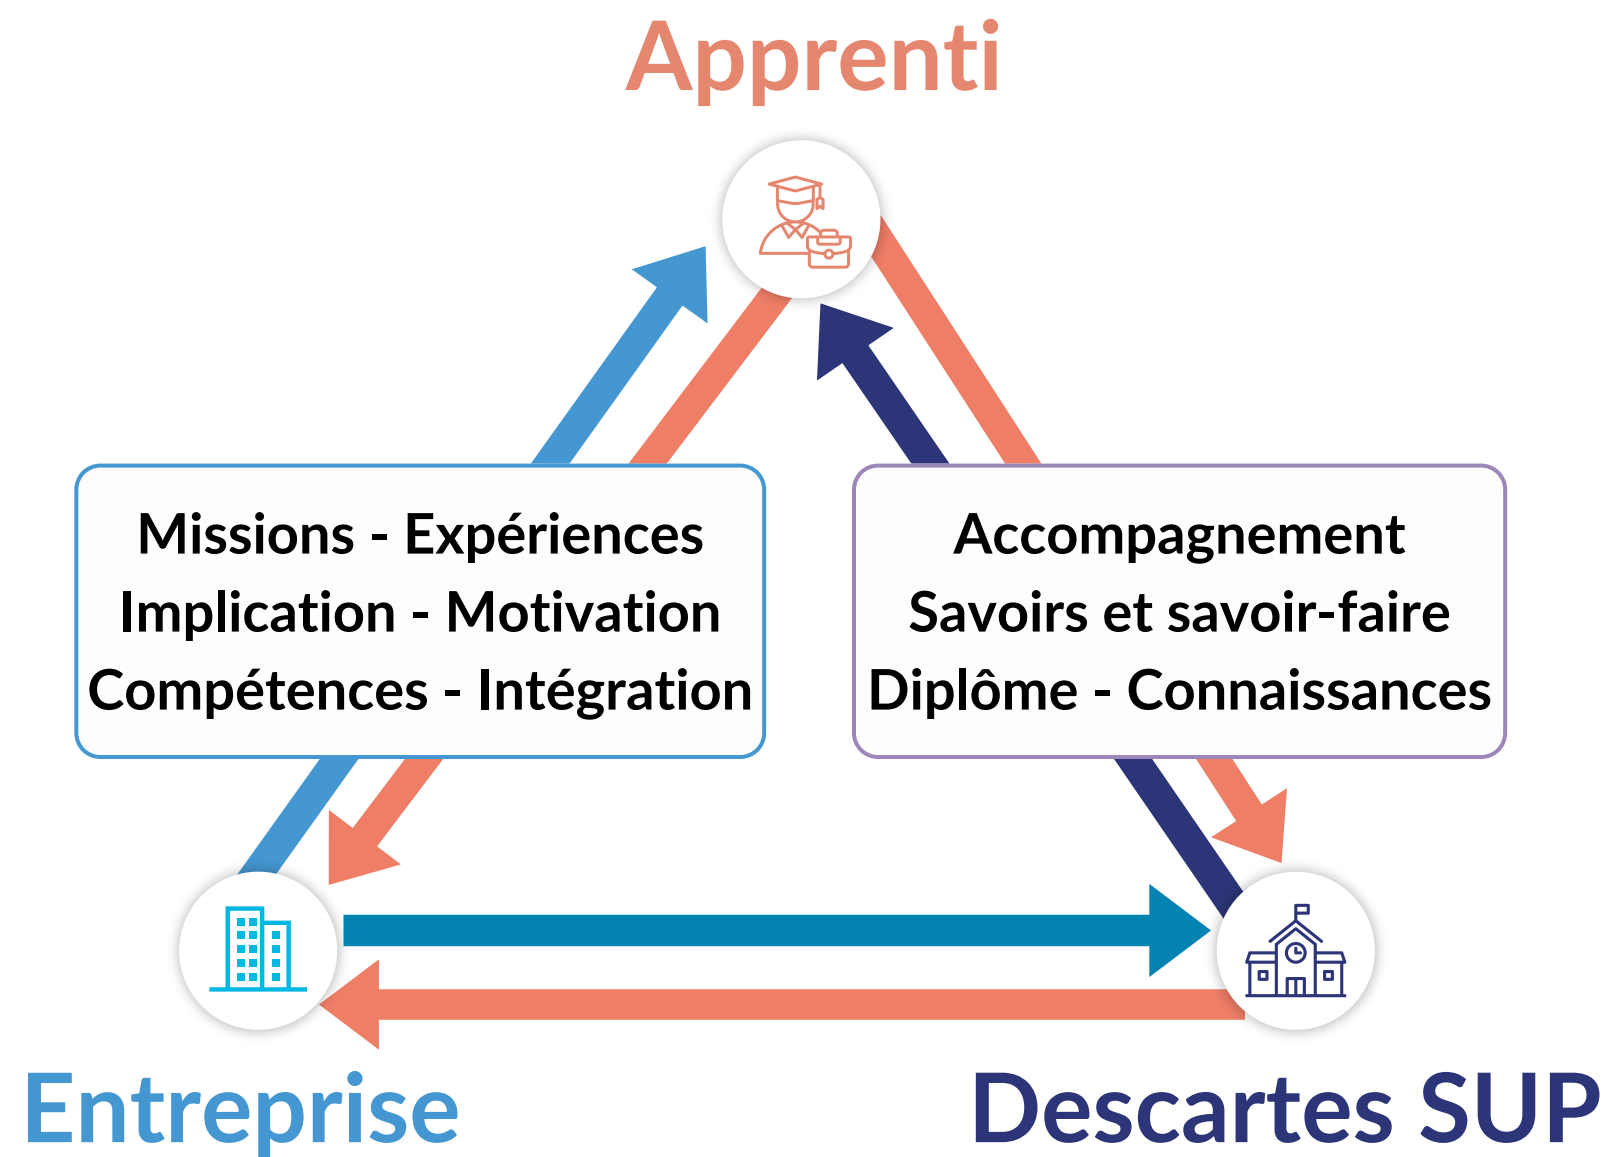 Apprenti
Missions - Expériences
Implication - Motivation
Compétences - Intégration
Accompagnement
Savoirs et savoir-faire
Diplôme - Connaissances
Entreprise
Descartes SUP